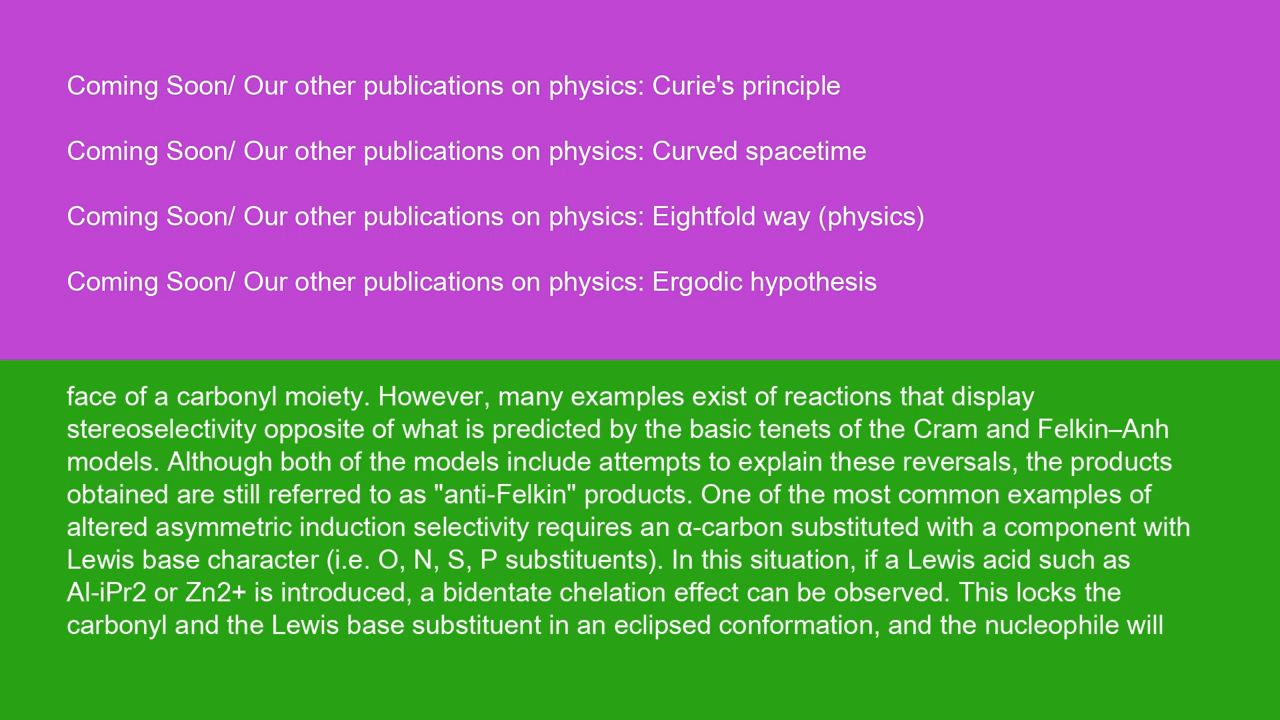 Coming Soon/ Our other publications on physics: Curie's principle
Coming Soon/ Our other publications on physics: Curved spacetime
Coming Soon/ Our other publications on physics: Eightfold way (physics)
Coming Soon/ Our other publications on physics: Ergodic hypothesis
face of a carbonyl moiety. However, many examples exist of reactions that display
stereoselectivity opposite of what is predicted by the basic tenets of the Cram and Felkin–Anh
models. Although both of the models include attempts to explain these reversals, the products
obtained are still referred to as "anti-Felkin" products. One of the most common examples of
altered asymmetric induction selectivity requires an α-carbon substituted with a component with
Lewis base character (i.e. O, N, S, P substituents). In this situation, if a Lewis acid such as
Al-iPr2 or Zn2+ is introduced, a bidentate chelation effect can be observed. This locks the
carbonyl and the Lewis base substituent in an eclipsed conformation, and the nucleophile will